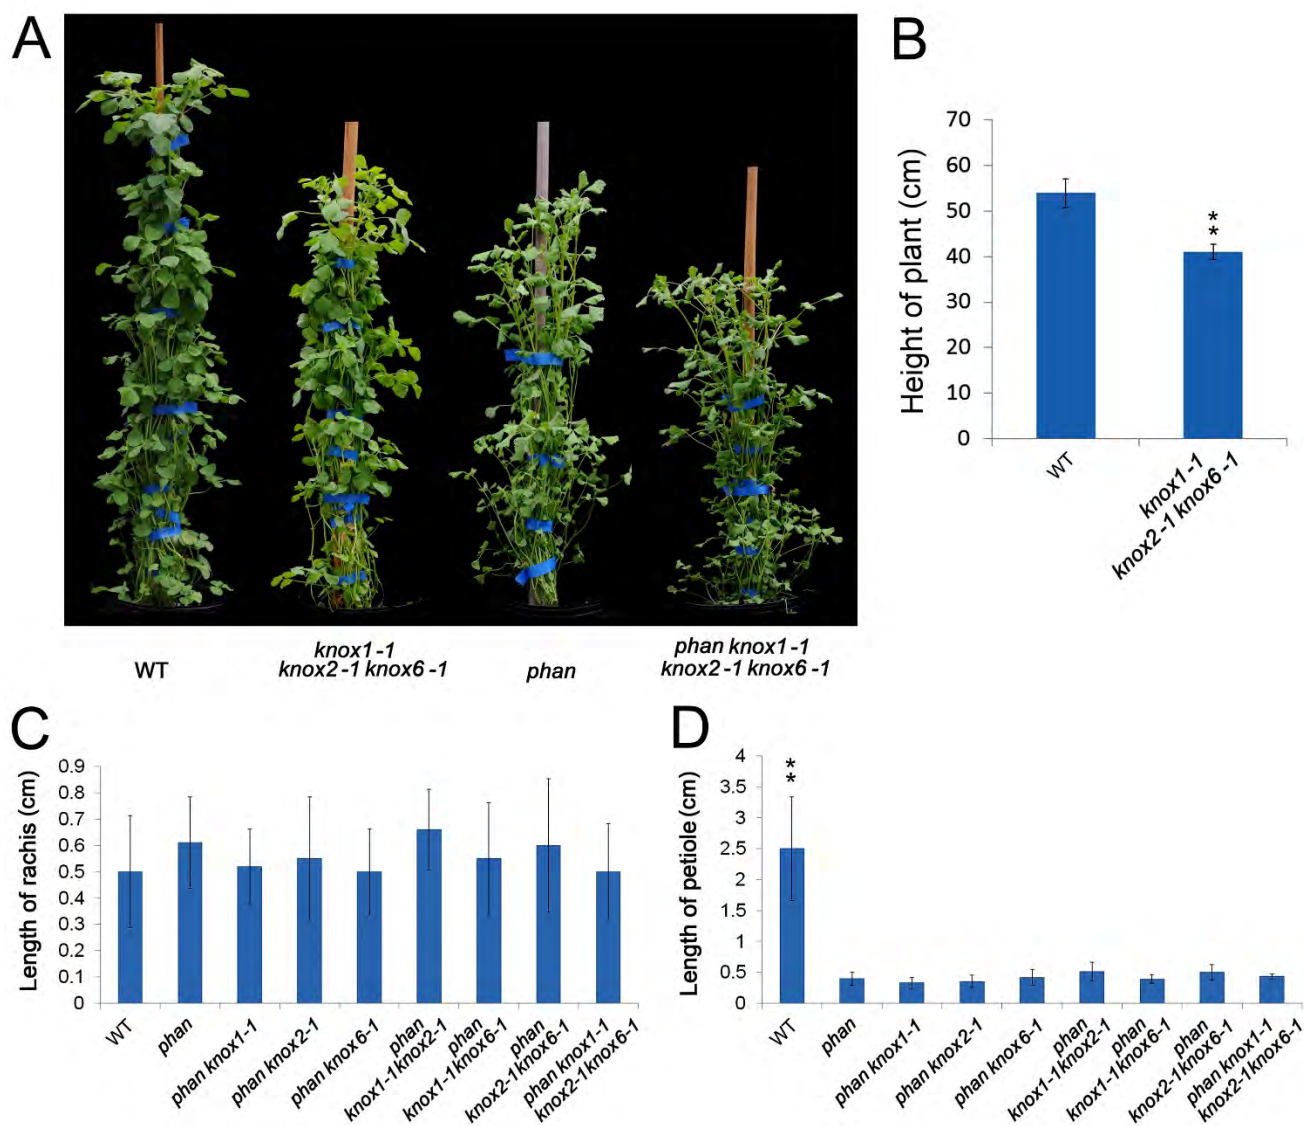 A
WT
knox1-1
knox2-1 knox6-1
phan
phan knox1-1
knox2-1 knox6-1
B
Height of plant (cm)
70
60
50
40
30
20
10
0
**
WT
knox1-1
knox2-1 knox6-1
C
Length of rachis (cm)
0.9
0.8
0.7
0.6
0.5
0.4
0.3
0.2
0.1
0
WT
phan
phan knox1-1
phan knox2-1
phan knox6-1
phan
knox1-1knox2-1
phan
knox1-1knox6-1
phan
knox2-1knox6-1
phan knox1-1
knox2-1knox6-1
D
Length of petiole (cm)
4
3.5
3
2.5
2
1.5
1
0.5
0
**
WT
phan
phan knox1-1
phan knox2-1
phan knox6-1
phan
knox1-1knox2-1
phan
knox1-1knox6-1
phan
knox2-1knox6-1
phan knox1-1
knox2-1knox6-1